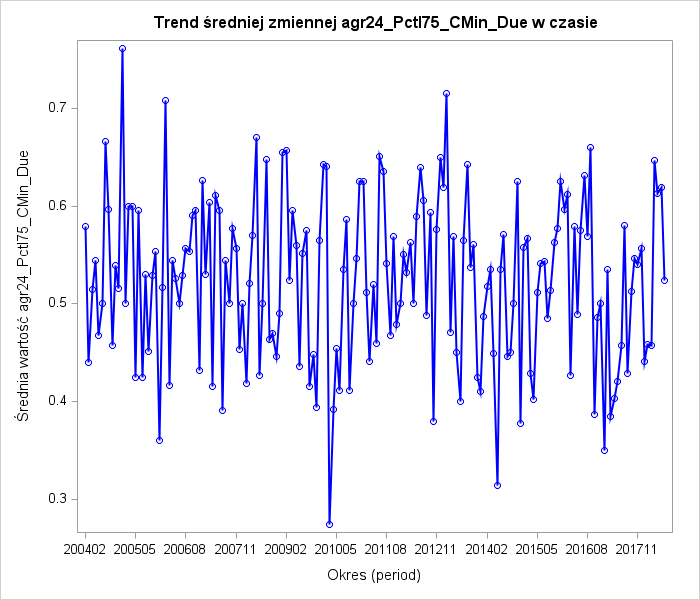 Trend średniej zmiennej agr24_Pctl75_CMin_Due w czasie
Średnia wartość agr24_Pctl75_CMin_Due
0.7
0.6
0.5
0.4
0.3
200402 200505 200608 200711 200902 201005 201108 201211 201402 201505 201608 201711
Okres (period)